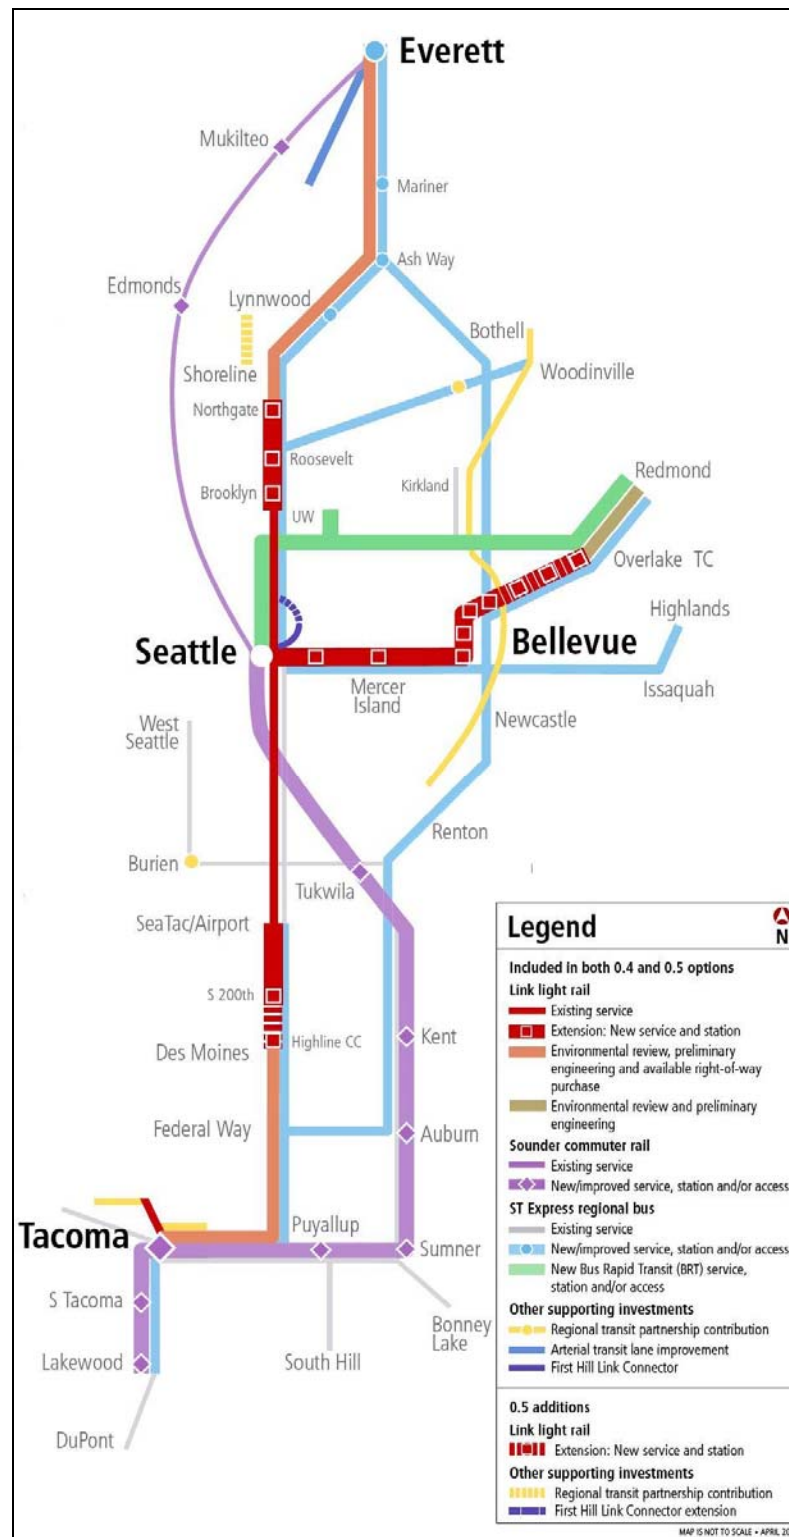 Everett
Mukilteo
Mariner
Ash Way
Edmonds
Lynnwood
Bothell
Shoreline
Woodinville
Northgate
Roosevelt
Redmond
Kirkland
Brooklyn
UW
Overlake TC
Highlands
Seattle
Bellevue
Mercer
Island
Issaquah
West
Seattle
Newcastle
Renton
Burien
Tukwila
SeaTac/Airport
S 200th
Des Moines
Highline CC
Kent
Federal Way
Auburn
Tacoma
Puyallup
Sumner
S Tacoma
Bonney
Lake
Lakewood
South Hill
DuPont
Legend
N
Included in both 0.4 and 0.5 options
Link light rail
Existing service
Extension: New service and station
Environmental review, preliminary
engineering and available right-of-way
purchase
Environmental review and preliminary
engineering
Sounder commuter rail
Existing service
New/improved service, station and/or access
ST Express regional bus
Existing service
New/improved service, station and/or access
New Bus Rapid Transit (BRT) service,
station and/or access
Other supporting investments
Regional transit partnership contribution
Arterial transit lane improvement
First Hill Link Connector
0.5 additions
Link light rail
Extension: New service and station
Other supporting investments
Regional transit partnership contribution
First Hill Link Connector extension
MAP IS NOT TO SCALE • APRIL